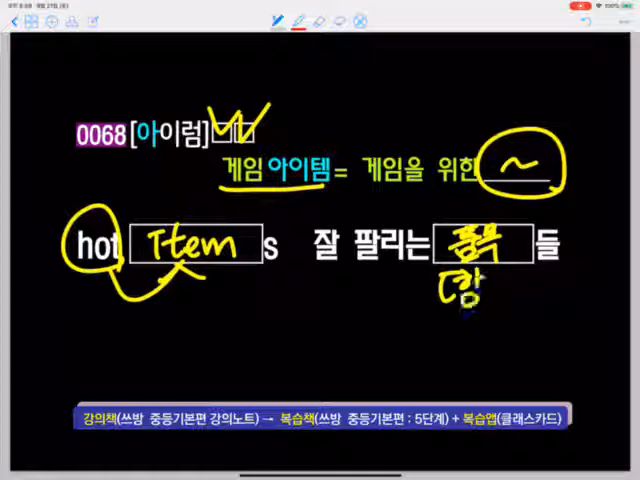 0068[아이럼]□□
게임 아이템= 게임을 위한 ~
hot Item s 잘 팔리는 품목 들
[항
강의책(쓰방 중등기본편 강의노트) → 복습책(쓰방 중등기본편 : 5단계) + 복습앱(클래스카드)